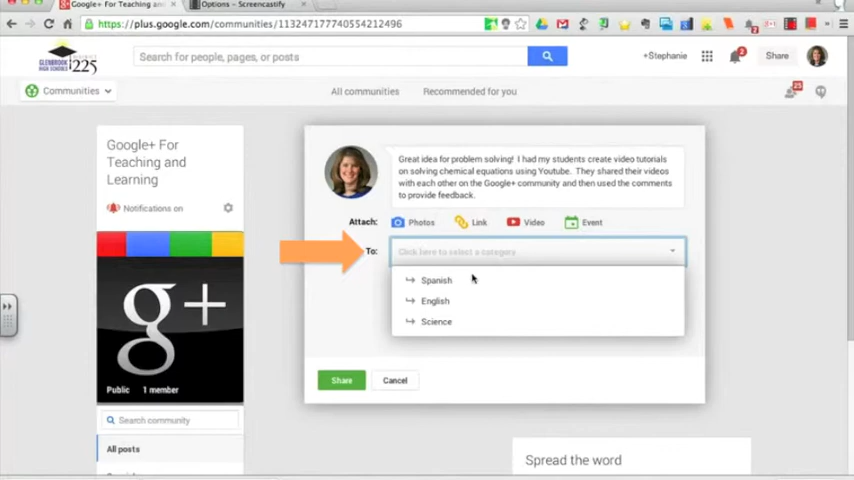 Google+ For Teaching and
Options - Screencastify
https://plus.google.com/communities/113247177740554212496
GLENBROOK
HIGH SCHOOLS
225
Search for people, pages, or posts
+Stephanie
2
Share
Communities
All communities
Recommended for you
25
Google+ For
Teaching and
Learning
Notifications on
Great idea for problem solving! I had my students create video tutorials
on solving chemical equations using Youtube. They shared their videos
with each other on the Google+ community and then used the comments
to provide feedback.
Attach: Photos Link Video Event
To: Click here to select a category
Spanish
English
Science
g+
Public 1 member
Share Cancel
Search community
All posts
Spread the word